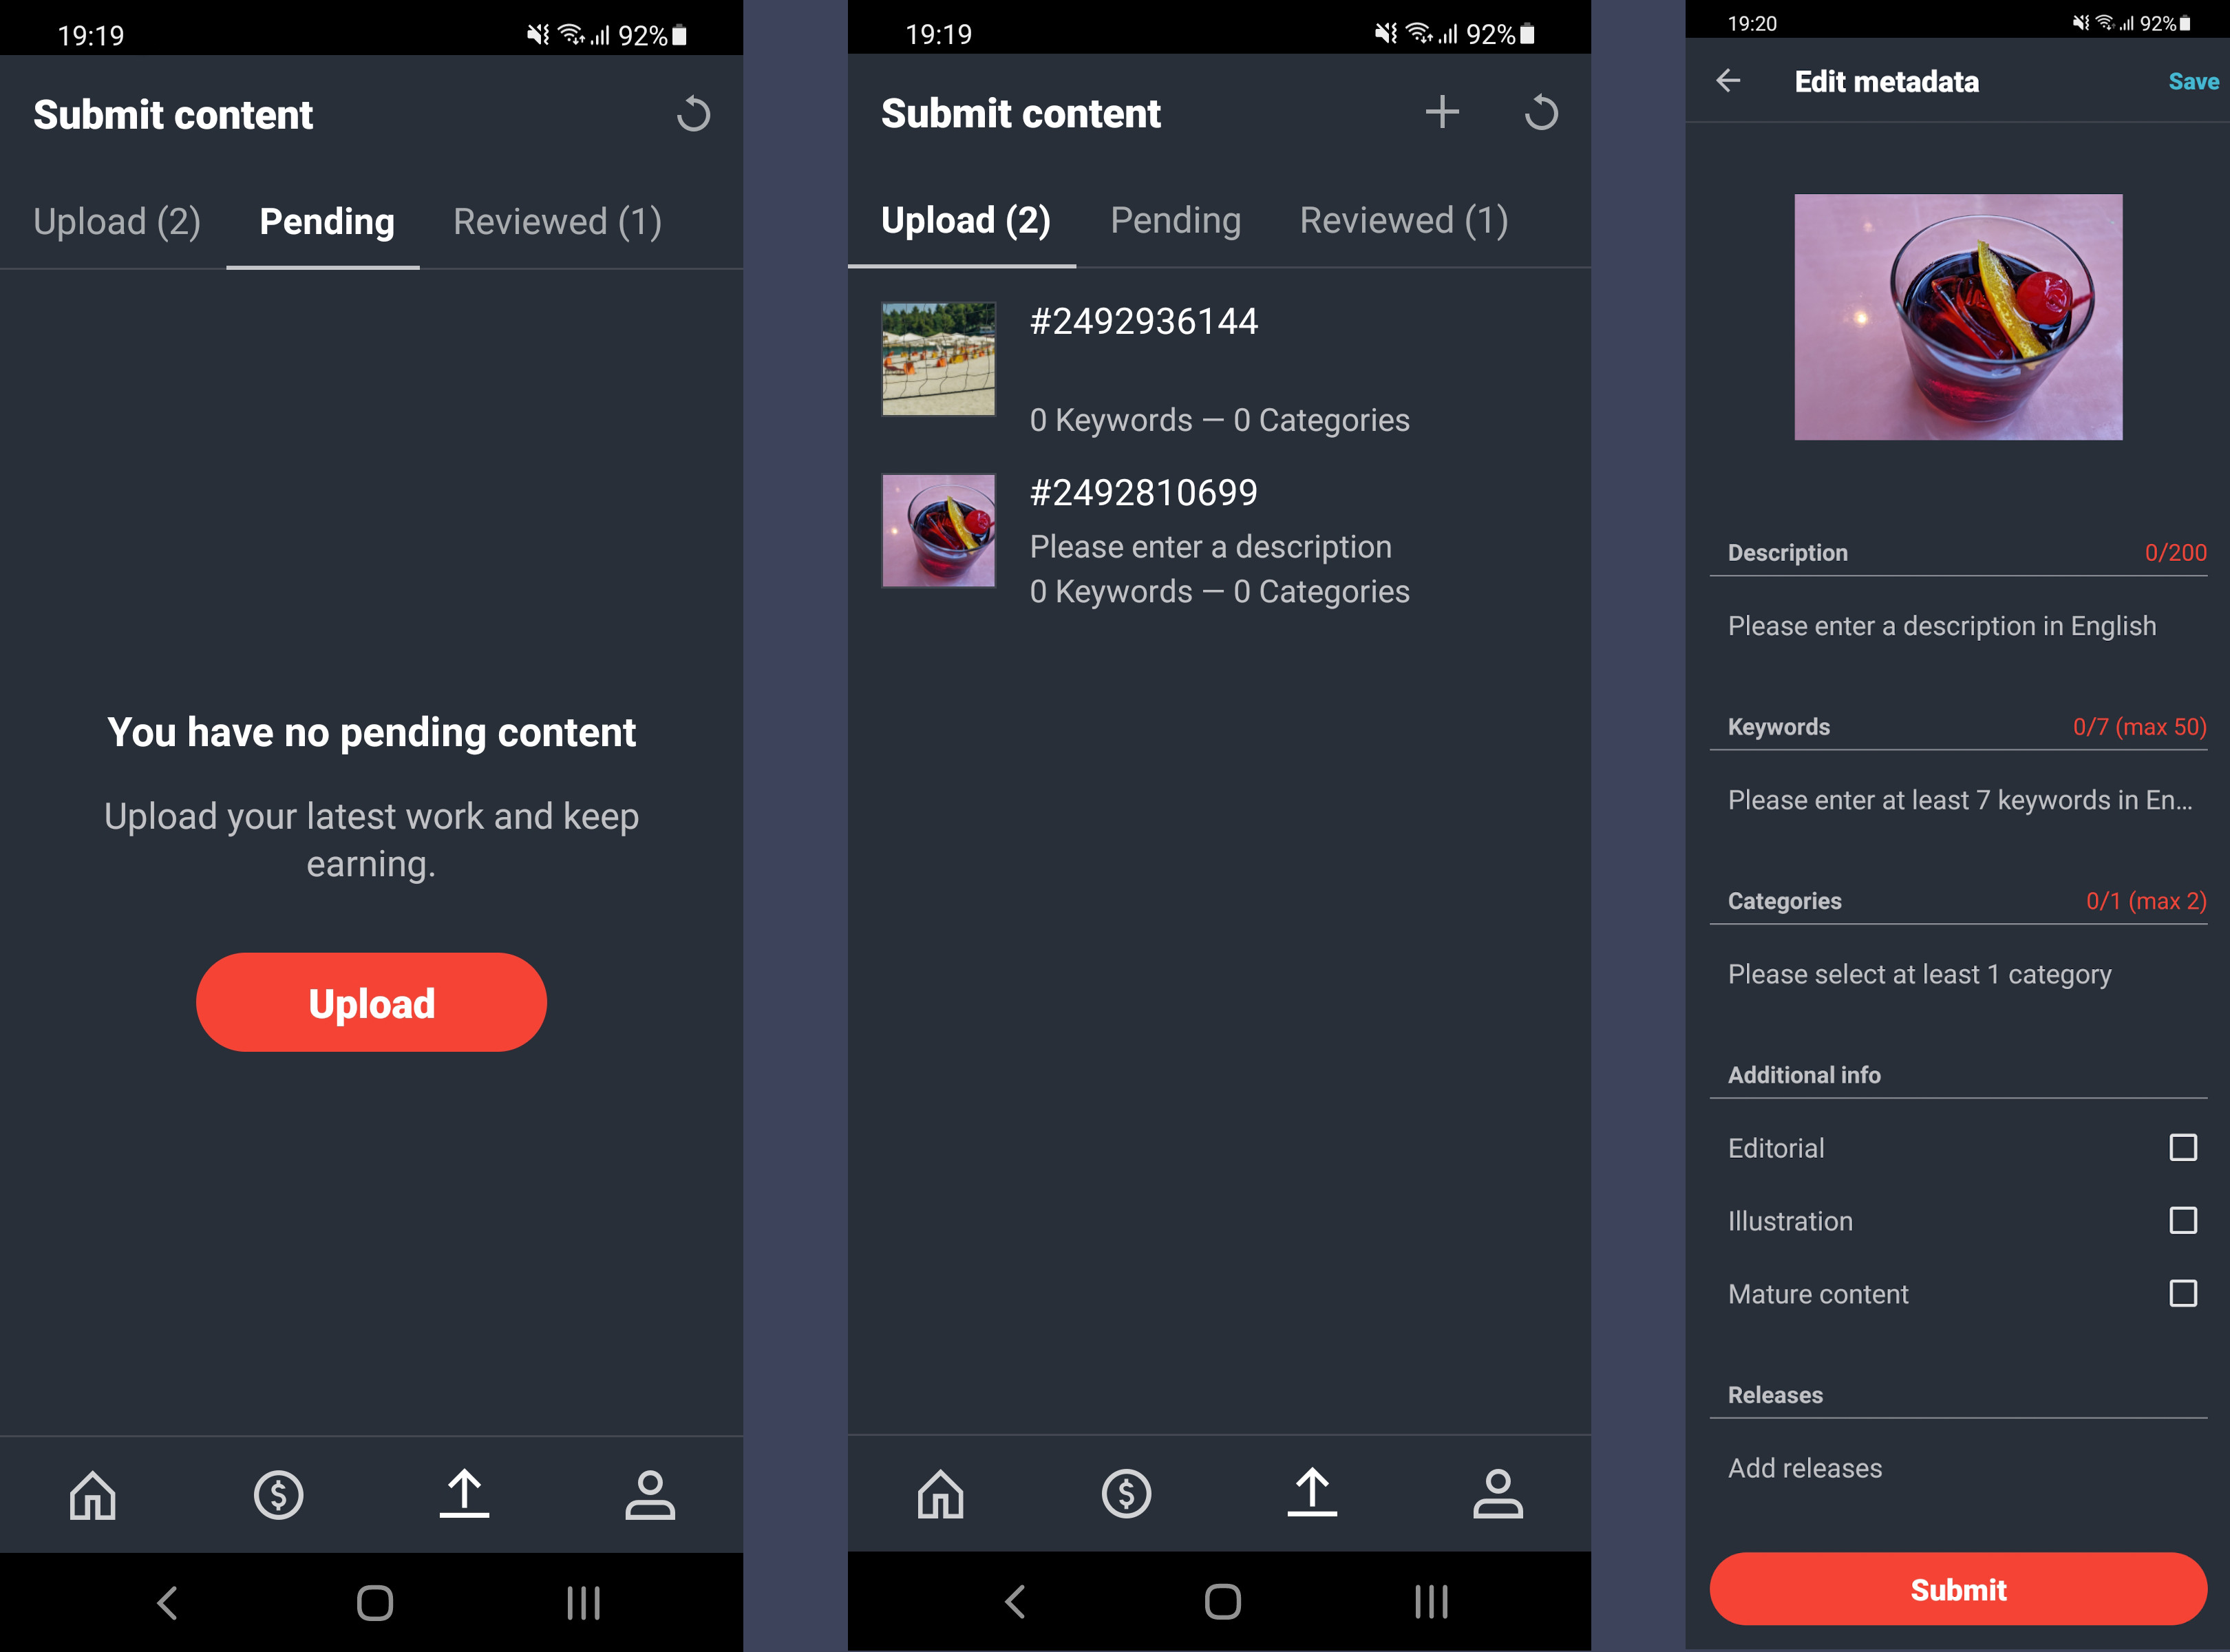 19:19
92%
Submit content
Upload (2)
Pending
Reviewed (1)
You have no pending content
Upload your latest work and keep
earning.
Upload
19:19
92%
Submit content
Upload (2)
Pending
Reviewed (1)
#2492936144
0 Keywords — 0 Categories
#2492810699
Please enter a description
0 Keywords — 0 Categories
19:20
92%
Edit metadata
Save
Description
0/200
Please enter a description in English
Keywords
0/7 (max 50)
Please enter at least 7 keywords in En...
Categories
0/1 (max 2)
Please select at least 1 category
Additional info
Editorial
Illustration
Mature content
Releases
Add releases
Submit